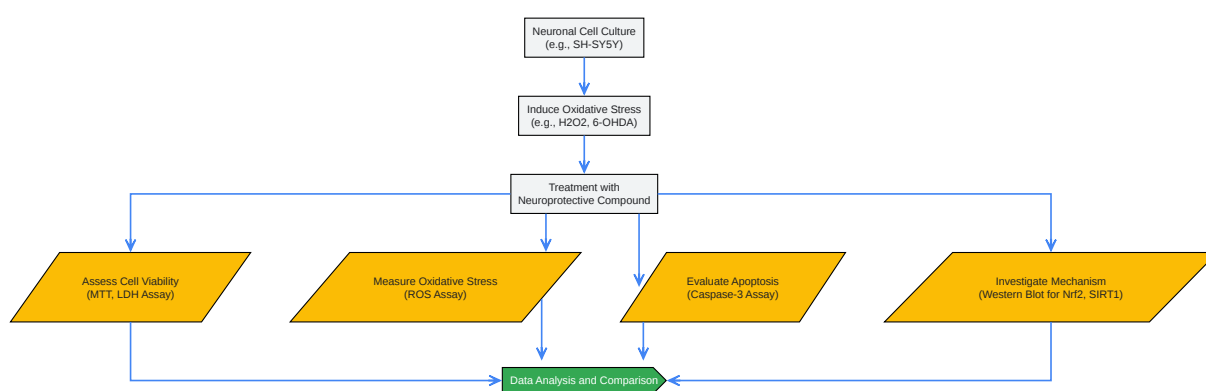 Neuronal Cell Culture
(e.g., SH-SY5Y)
Induce Oxidative Stress
(e.g., H2O2, 6-OHDA)
Treatment with
Neuroprotective Compound
Assess Cell Viability
(MTT, LDH Assay)
Measure Oxidative Stress
(ROS Assay)
Evaluate Apoptosis
(Caspase-3 Assay)
Investigate Mechanism
(Western Blot for Nrf2, SIRT1)
Data Analysis and Comparison